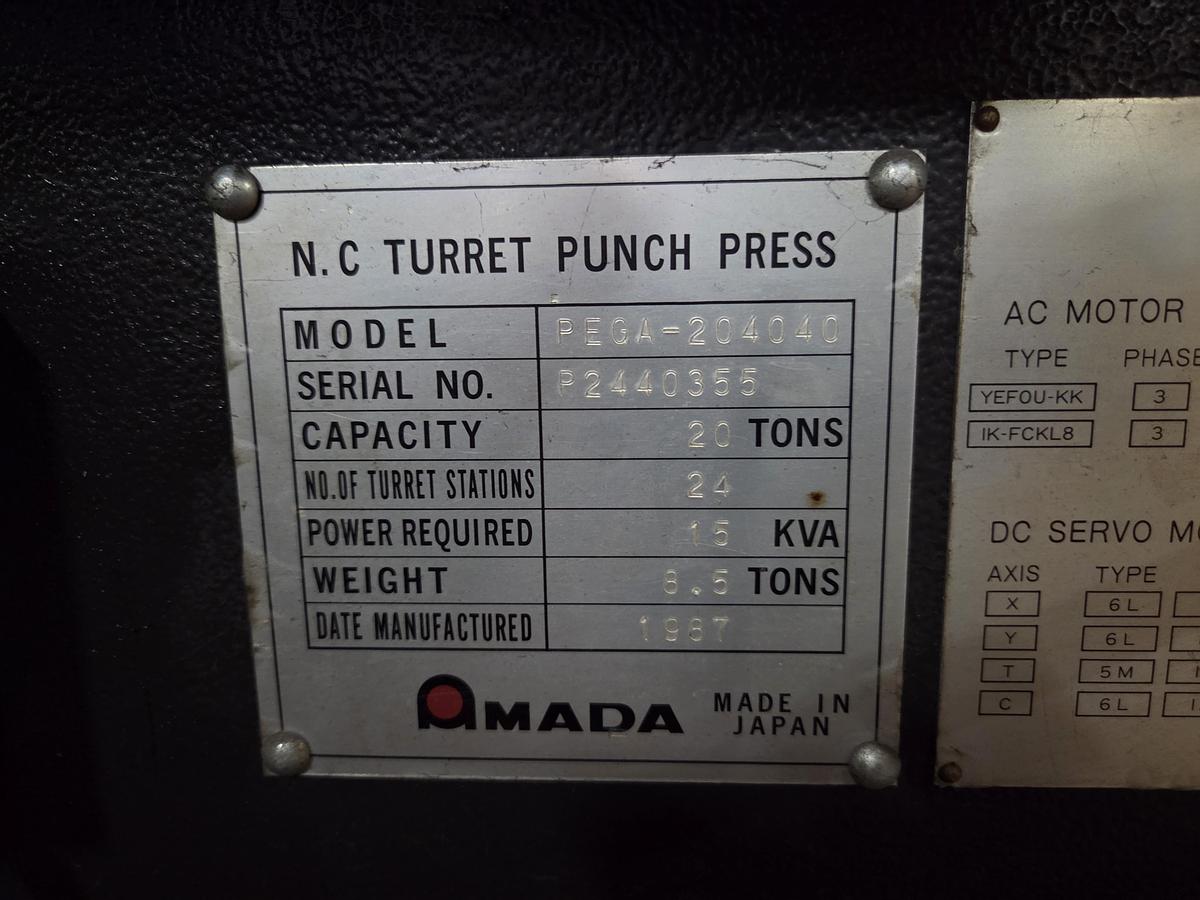 N.C TURRET PUNCH PRESS
MODEL PEGA-204040
SERIAL NO. P2440355
CAPACITY 20 TONS
NO.OF TURRET STATIONS 24
POWER REQUIRED 15 KVA
WEIGHT 8.5 TONS
DATE MANUFACTURED 1987
AMADA MADE IN
JAPAN
AC MOTOR
TYPE PHASE
YEFOU-KK 3
IK-FCKL8 3
DC SERVO
AXIS TYPE
X 6L
Y 6L
T 5M
C 6L